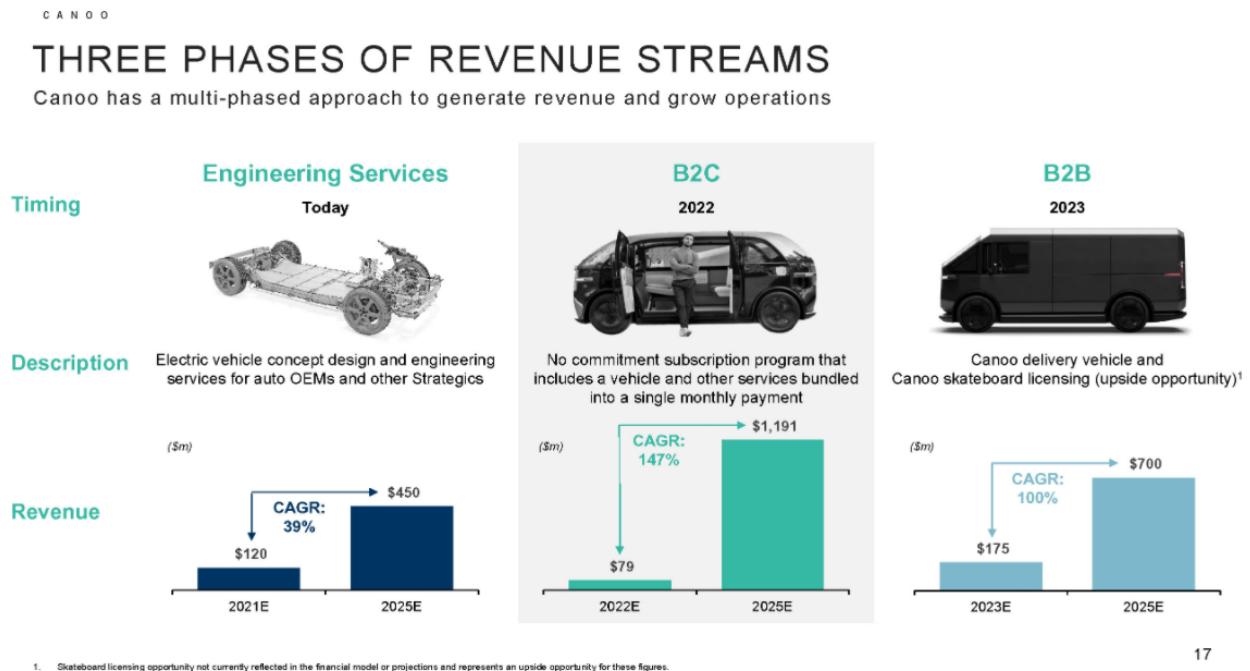 CANOO
THREE PHASES OF REVENUE STREAMS
Canoo has a multi-phased approach to generate revenue and grow operations
Timing
Engineering Services
Today
B2C
2022
B2B
2023
Description
Electric vehicle concept design and engineering
services for auto OEMs and other Strategics
No commitment subscription program that
includes a vehicle and other services bundled
into a single monthly payment
Canoo delivery vehicle and
Canoo skateboard licensing (upside opportunity)1
Revenue
($m)
CAGR:
39%
$120
$450
2021E
2025E
($m)
CAGR:
147%
$79
$1,191
2022E
2025E
($m)
CAGR:
100%
$175
$700
2023E
2025E
17
1. Skateboard licensing opportunity not currently reflected in the financial model or projections and represents an upside opportunity for these figures.